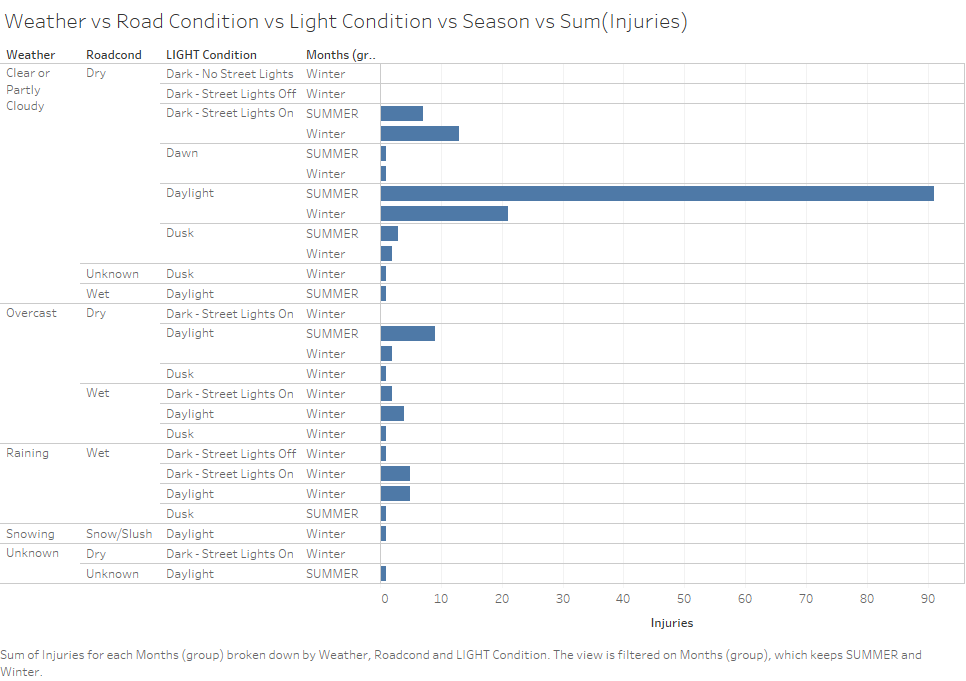 Weather vs Road Condition vs Light Condition vs Season vs Sum(Injuries)
Weather Roadcond LIGHT Condition Months (gr..
Clear or Partly Cloudy Dry Dark - No Street Lights Winter
Dark - Street Lights Off Winter
Dark - Street Lights On SUMMER
Winter
Dawn SUMMER
Winter
Daylight SUMMER
Winter
Dusk SUMMER
Winter
Unknown Dusk Winter
Wet Daylight SUMMER
Overcast Dry Dark - Street Lights On Winter
Daylight SUMMER
Winter
Dusk Winter
Wet Dark - Street Lights On Winter
Daylight Winter
Dusk Winter
Raining Wet Dark - Street Lights Off Winter
Dark - Street Lights On Winter
Daylight Winter
Dusk SUMMER
Snowing Snow/Slush Daylight Winter
Unknown Dry Dark - Street Lights On Winter
Unknown Daylight SUMMER
0 10 20 30 40 50 60 70 80 90
Injuries
Sum of Injuries for each Months (group) broken down by Weather, Roadcond and LIGHT Condition. The view is filtered on Months (group), which keeps SUMMER and
Winter.